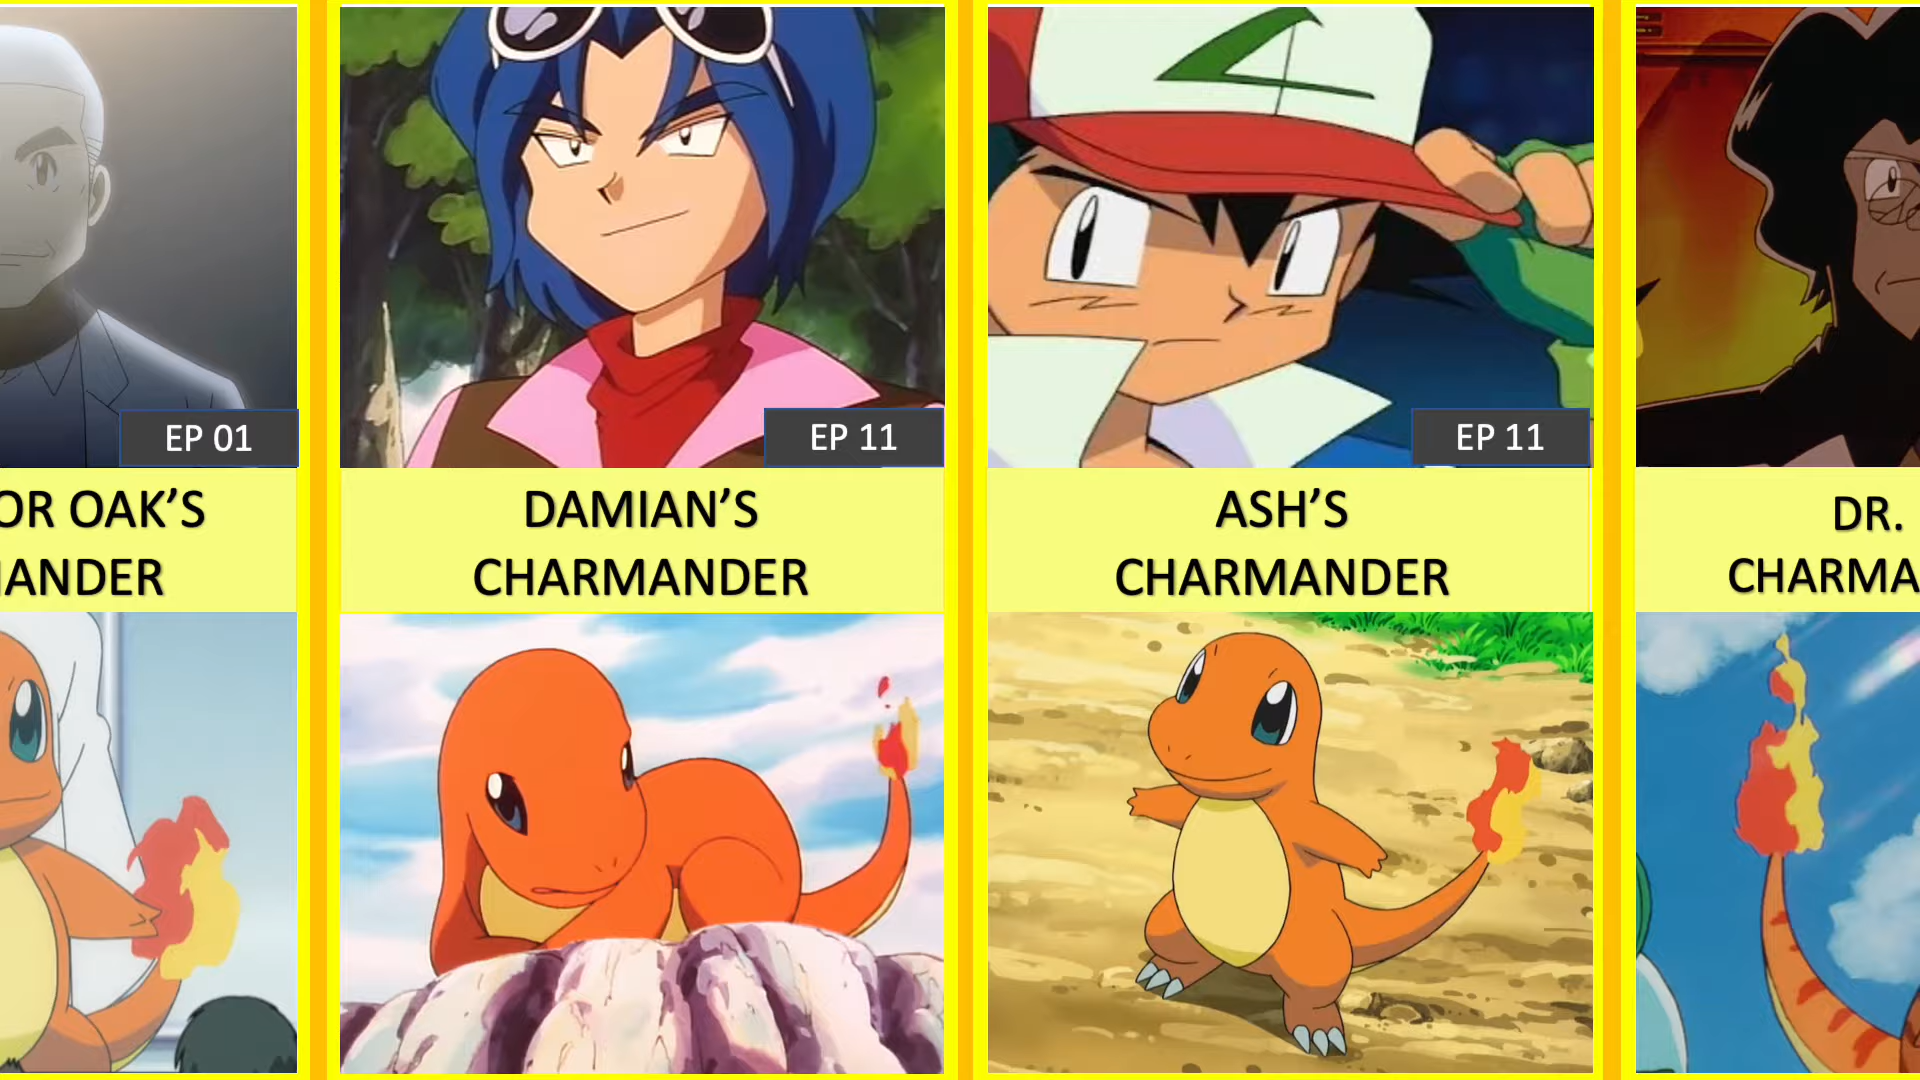 EP 01
OR OAK'S
ANDER
EP 11
DAMIAN'S
CHARMANDER
EP 11
ASH'S
CHARMANDER
DR.
CHARMA